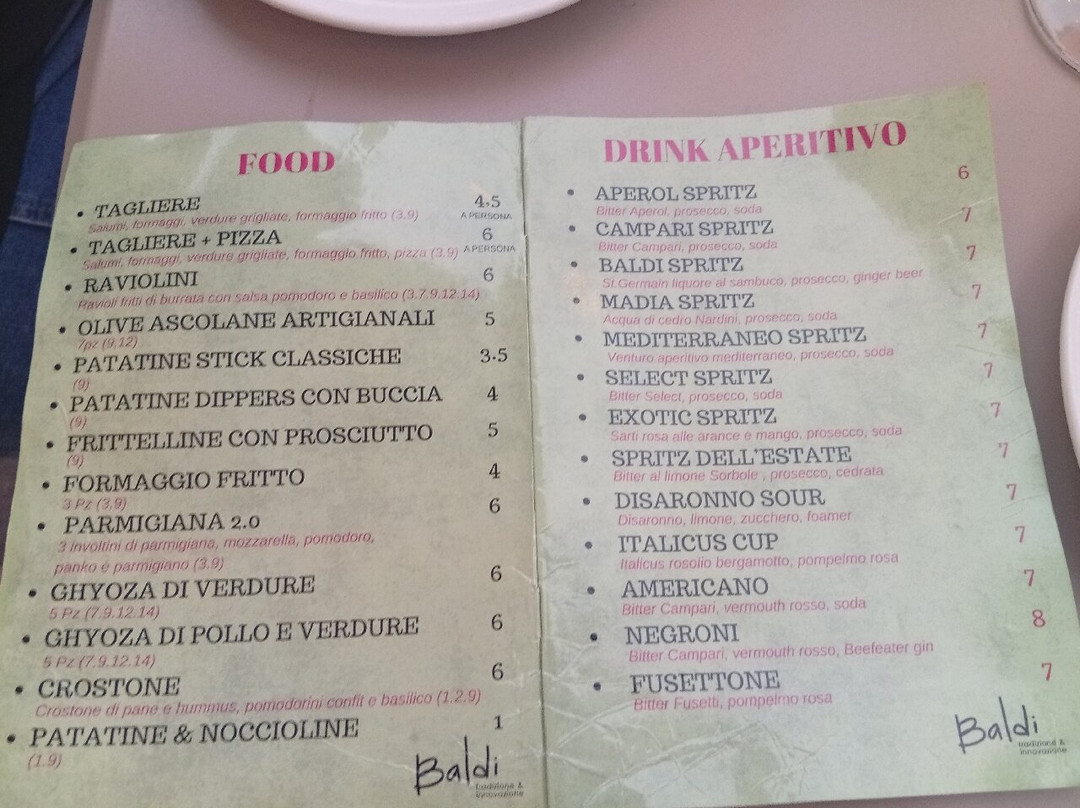 FOOD
TAGLIERE 4.5
Salumi, formaggi, verdure grigliate, formaggio fritto (3.9) A PERSONA
TAGLIERE + PIZZA 6
Salumi, formaggi, verdure grigliate, formaggio fritto, pizza (3.9) A PERSONA
RAVIOLINI 6
Ravioli fritti di burrata con salsa pomodoro e basilico (3.7.9.12.14)
OLIVE ASCOLANE ARTIGIANALI 5
7pz (9,12)
PATATINE STICK CLASSICHE 3.5
(9)
PATATINE DIPPERS CON BUCCIA 4
(9)
FRITTELLINE CON PROSCIUTTO 5
(9)
FORMAGGIO FRITTO 4
3 Pz (3,9)
PARMIGIANA 2.0 6
3 involtini di parmigiana, mozzarella, pomodoro,
panko e parmigiano (3.9)
GHYOZA DI VERDURE 6
5 Pz (7.9.12.14)
GHYOZA DI POLLO E VERDURE 6
5 Pz (7.9.12.14)
CROSTONE 6
Crostone di pane e hummus, pomodorini confit e basilico (1.2.9)
PATATINE & NOCCIOLINE 1
(1.9)
Baldi
tradizione &
innovazione
DRINK APERITIVO
APEROL SPRITZ 6
Bitter Aperol, prosecco, soda
CAMPARI SPRITZ 7
Bitter Campari, prosecco, soda
BALDI SPRITZ 7
St.Germain liquore al sambuco, prosecco, ginger beer
MADIA SPRITZ 7
Acqua di cedro Nardini, prosecco, soda
MEDITERRANEO SPRITZ 7
Venturo aperitivo mediterraneo, prosecco, soda
SELECT SPRITZ 7
Bitter Select, prosecco, soda
EXOTIC SPRITZ 7
Sarti rosa alle arance e mango, prosecco, soda
SPRITZ DELL'ESTATE 7
Bitter al limone Sorbole , prosecco, cedrata
DISARONNO SOUR 7
Disaronno, limone, zucchero, foamer
ITALICUS CUP 7
Italicus rosolio bergamotto, pompelmo rosa
AMERICANO 7
Bitter Campari, vermouth rosso, soda
NEGRONI 8
Bitter Campari, vermouth rosso, Beefeater gin
FUSETTONE 7
Bitter Fusetti, pompelmo rosa
Baldi
tradizione &
innovazione